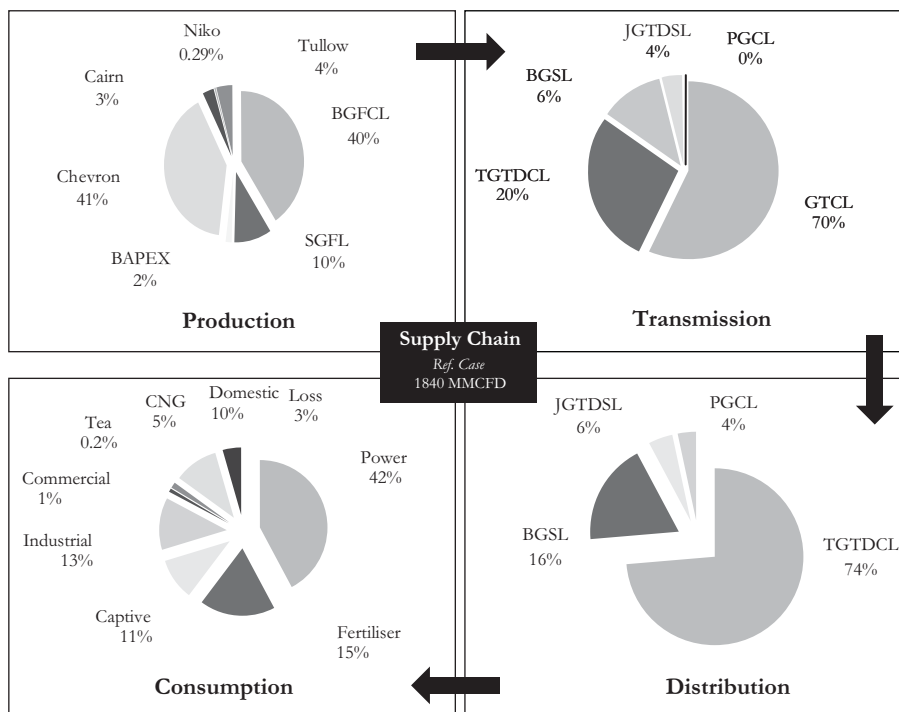 Niko
0.29%
Tullow
4%
Cairn
3%
BGFCL
40%
Chevron
41%
SGFL
10%
BAPEX
2%
Production
JGTDSL
4%
PGCL
0%
BGSL
6%
TGTDCL
20%
GTCL
70%
Transmission
Supply Chain
Ref. Case
1840 MMCFD
Domestic
10%
Loss
3%
CNG
5%
Tea
0.2%
Power
42%
Commercial
1%
Industrial
13%
Captive
11%
Fertiliser
15%
Consumption
JGTDSL
6%
PGCL
4%
BGSL
16%
TGTDCL
74%
Distribution